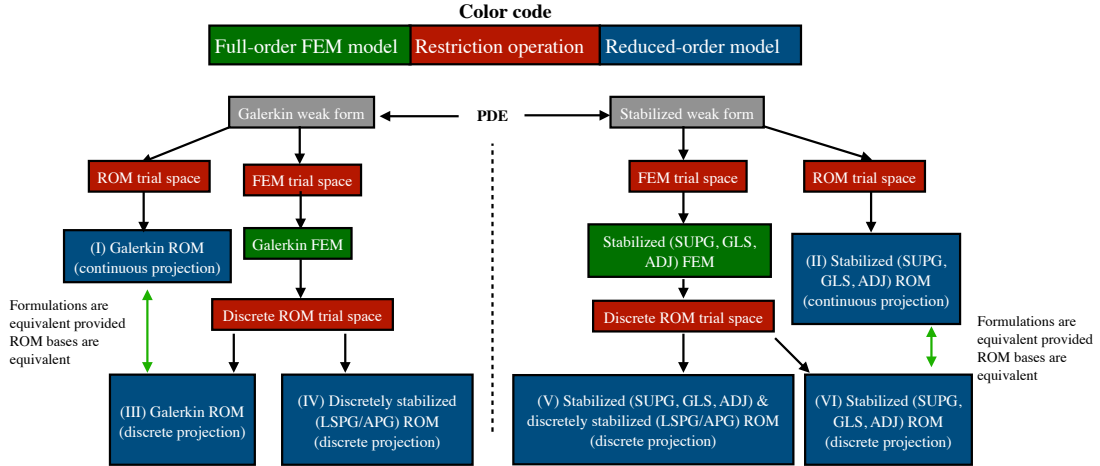 Color code
Full-order FEM model
Restriction operation
Reduced-order model
Galerkin weak form
PDE
Stabilized weak form
ROM trial space
FEM trial space
FEM trial space
ROM trial space
(I) Galerkin ROM
(continuous projection)
Galerkin FEM
Stabilized (SUPG, GLS,
ADJ) FEM
(II) Stabilized (SUPG,
GLS, ADJ) ROM
(continuous projection)
Formulations are
equivalent provided
ROM bases are
equivalent
Discrete ROM trial space
Discrete ROM trial space
Formulations are
equivalent provided
ROM bases are
equivalent
(III) Galerkin ROM
(discrete projection)
(IV) Discretely stabilized
(LSPG/APG) ROM
(discrete projection)
(V) Stabilized (SUPG, GLS, ADJ) &
discretely stabilized (LSPG/APG) ROM
(discrete projection)
(VI) Stabilized (SUPG,
GLS, ADJ) ROM
(discrete projection)